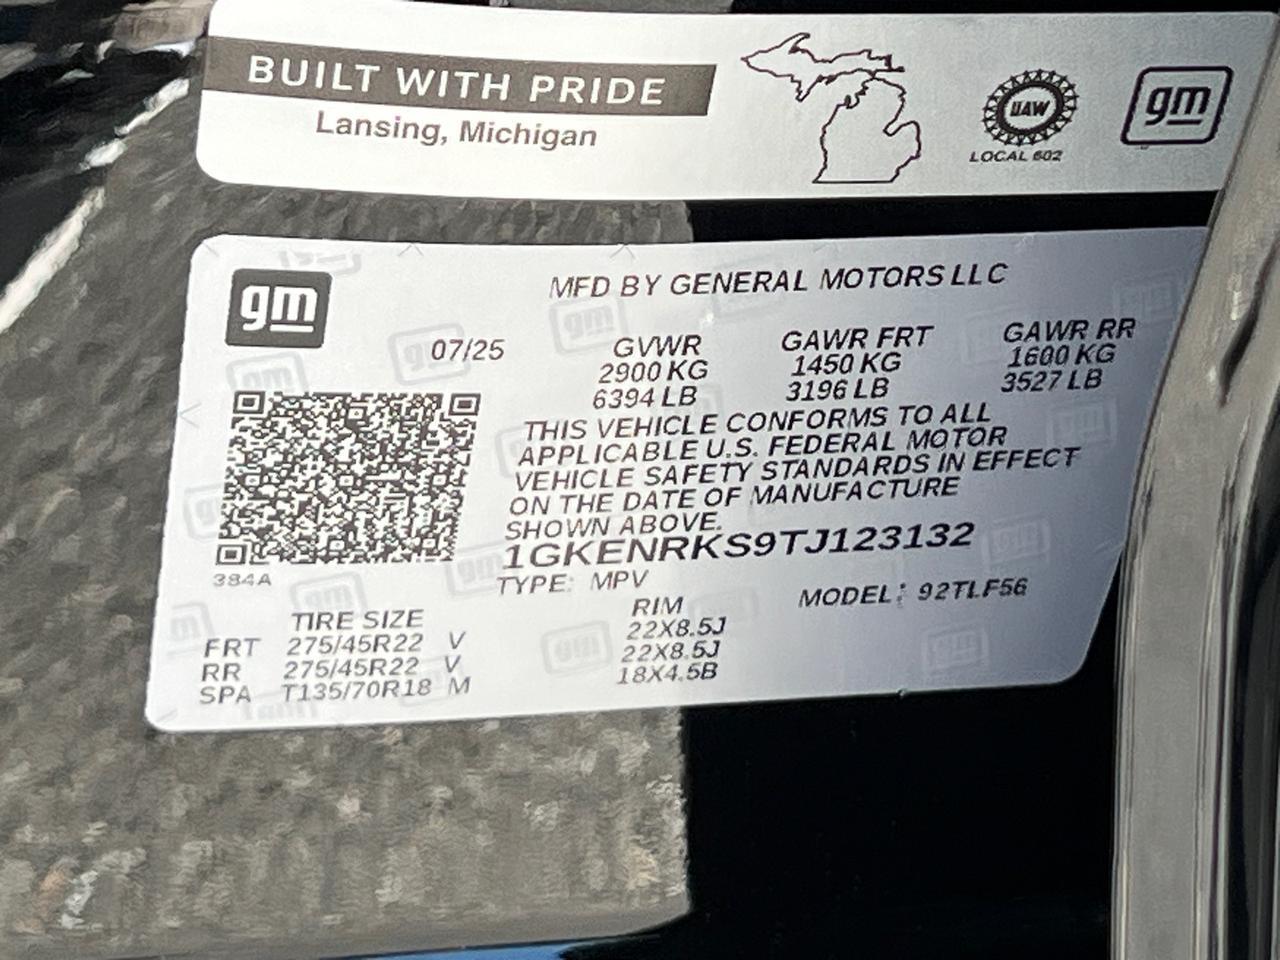 BUILT WITH PRIDE
Lansing, Michigan
UAW
LOCAL 602
gm
gm
MFD BY GENERAL MOTORS LLC
07/25 GVWR GAWR FRT GAWR RR
2900 KG 1450 KG 1600 KG
6394 LB 3196 LB 3527 LB
THIS VEHICLE CONFORMS TO ALL
APPLICABLE U.S. FEDERAL MOTOR
VEHICLE SAFETY STANDARDS IN EFFECT
ON THE DATE OF MANUFACTURE
SHOWN ABOVE.
1GKENRKS9TJ123132
384A
TYPE: MPV MODEL: 92TLF56
TIRE SIZE RIM
FRT 275/45R22 V 22X8.5J
RR 275/45R22 V 22X8.5J
SPA T135/70R18 M 18X4.5B